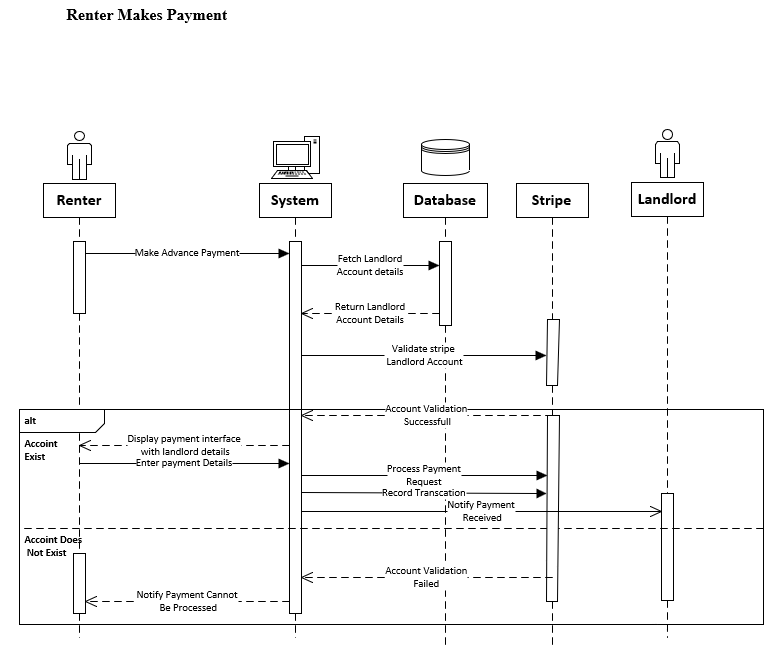 Renter Makes Payment
Renter
System
Database
Stripe
Landlord
Make Advance Payment
Fetch Landlord
Account details
Return Landlord
Account Details
Validate stripe
Landlord Account
alt
Account Validation
Successfull
Accoint
Exist
Display payment interface
with landlord details
Enter payment Details
Process Payment
Request
Record Transcation
Notify Payment
Received
Accoint Does
Not Exist
Account Validation
Failed
Notify Payment Cannot
Be Processed